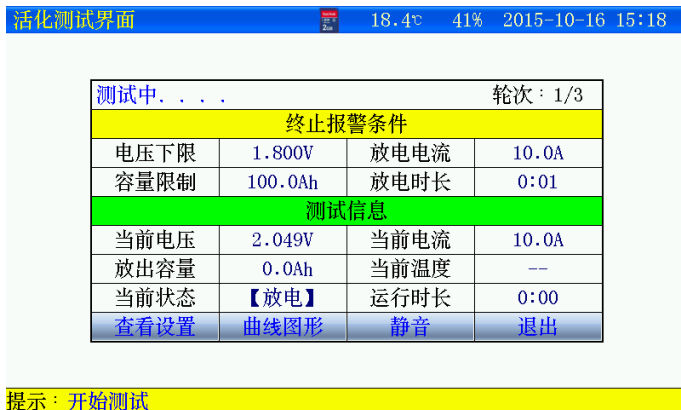 活化测试界面 18.4℃ 41% 2015-10-16 15:18
测试中. . . . 轮次：1/3
终止报警条件
电压下限 1.800V 放电电流 10.0A
容量限制 100.0Ah 放电时长 0:01
测试信息
当前电压 2.049V 当前电流 10.0A
放出容量 0.0Ah 当前温度 --
当前状态 【放电】 运行时长 0:00
查看设置 曲线图形 静音 退出
提示：开始测试